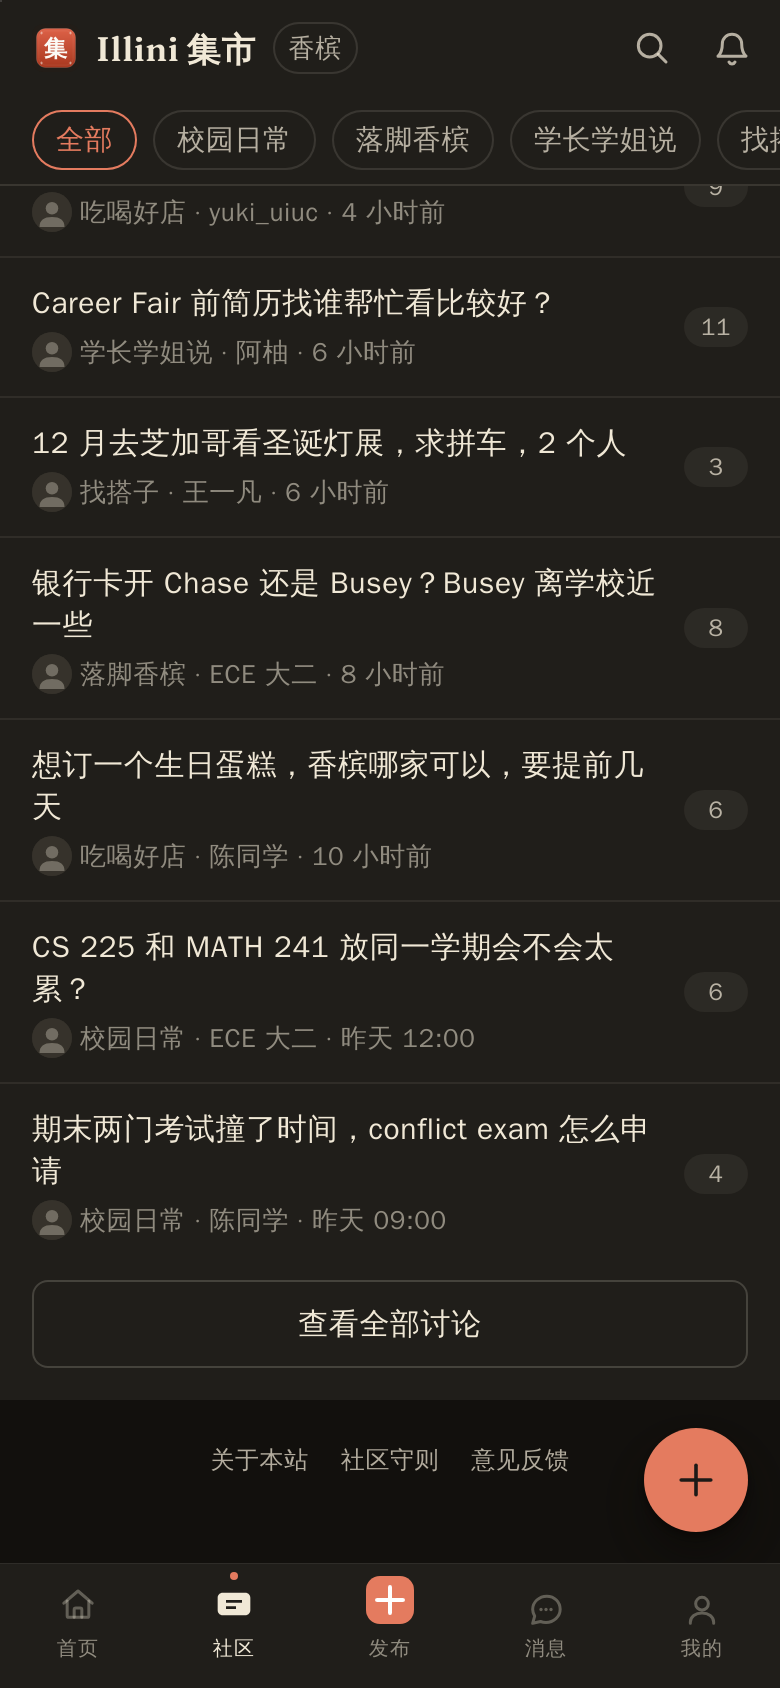 集 Illini 集市 香槟
全部 校园日常 落脚香槟 学长学姐说
吃喝好店 · yuki_uiuc · 4 小时前
9
Career Fair 前简历找谁帮忙看比较好？
学长学姐说 · 阿柚 · 6 小时前
11
12 月去芝加哥看圣诞灯展，求拼车，2 个人
找搭子 · 王一凡 · 6 小时前
3
银行卡开 Chase 还是 Busey？Busey 离学校近
一些
落脚香槟 · ECE 大二 · 8 小时前
8
想订一个生日蛋糕，香槟哪家可以，要提前几
天
吃喝好店 · 陈同学 · 10 小时前
6
CS 225 和 MATH 241 放同一学期会不会太
累？
校园日常 · ECE 大二 · 昨天 12:00
6
期末两门考试撞了时间，conflict exam 怎么申
请
校园日常 · 陈同学 · 昨天 09:00
4
查看全部讨论
关于本站 社区守则 意见反馈
首页 社区 发布 消息 我的